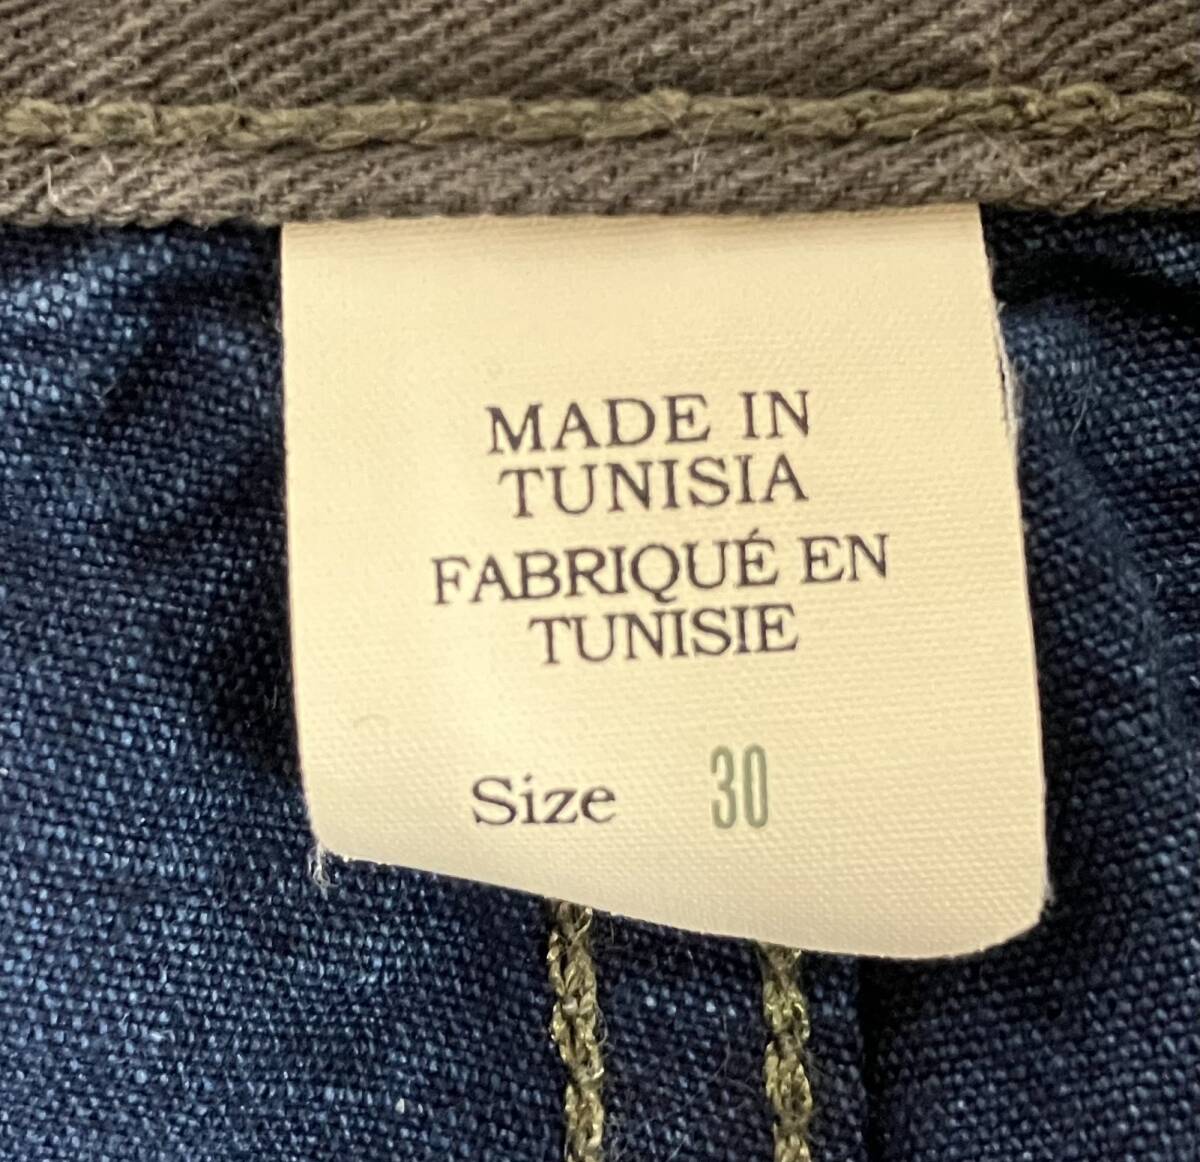 MADE IN
TUNISIA
FABRIQUÉ EN
TUNISIE
Size 30